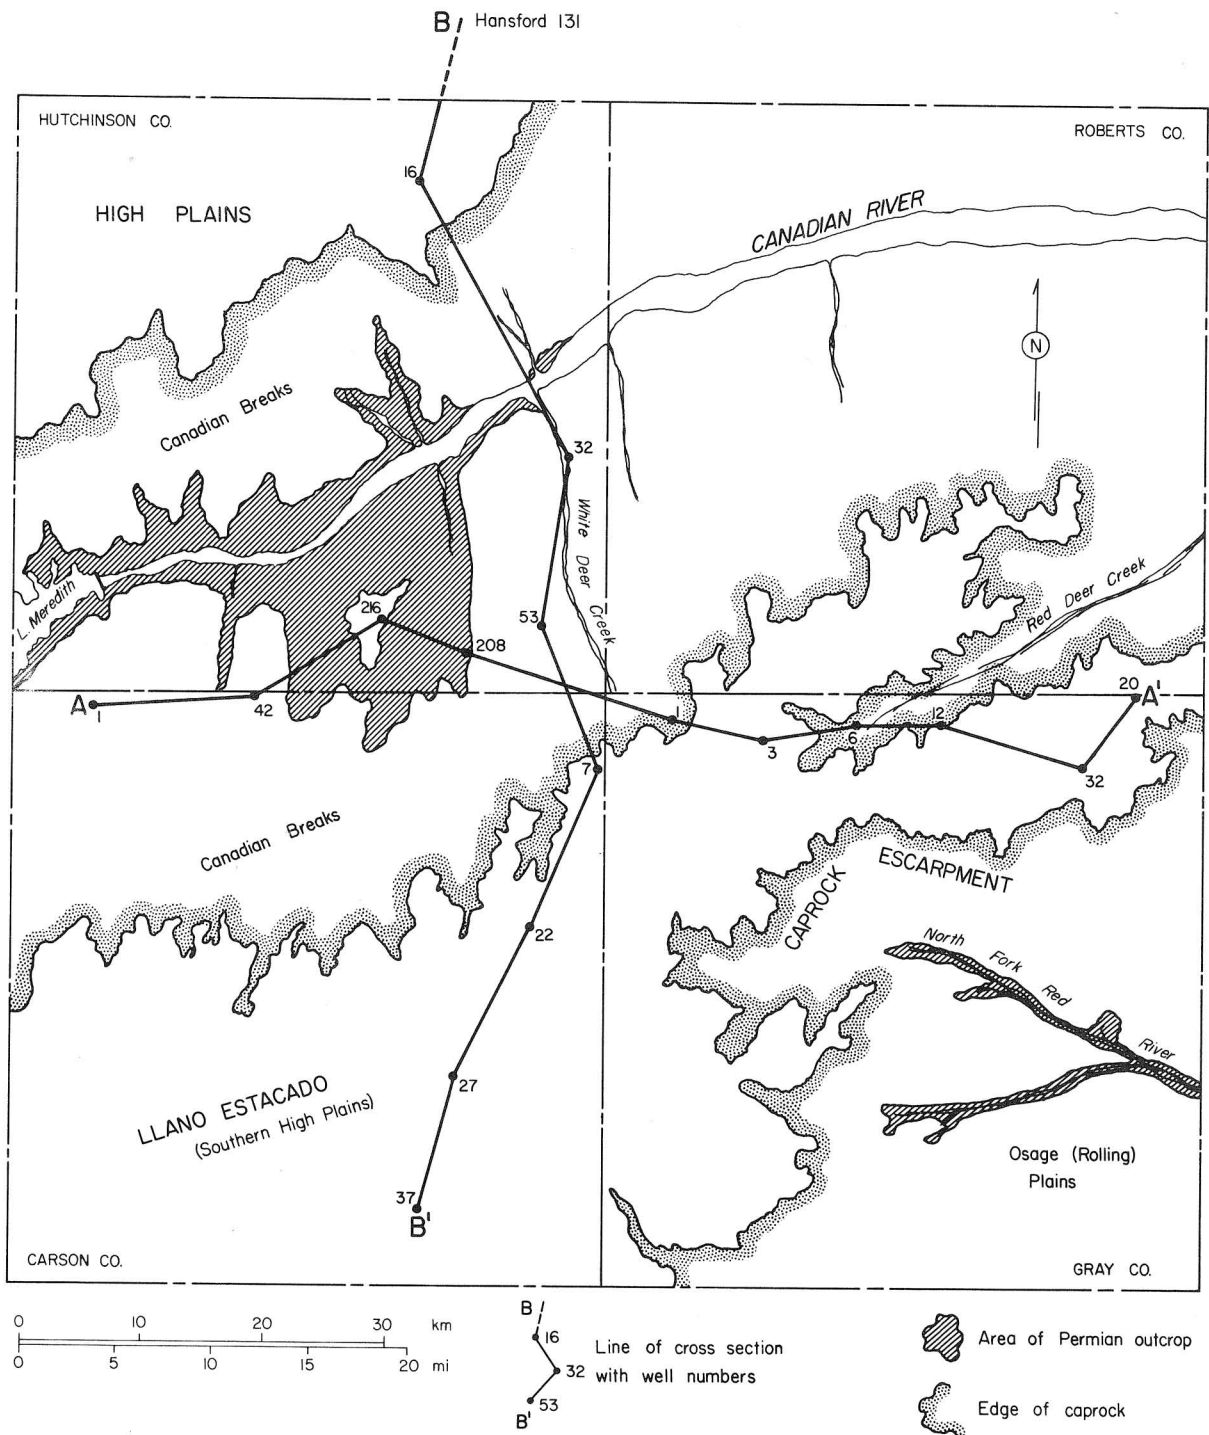 B Hansford 131
HUTCHINSON CO.
ROBERTS CO.
16
HIGH PLAINS
CANADIAN RIVER
N
Canadian Breaks
32
White Deer Creek
L. Meredith
216
53
208
Red Deer Creek
A
1
42
1
3
6
12
20
A'
32
7
Canadian Breaks
CAPROCK ESCARPMENT
22
North Fork Red River
27
LLANO ESTACADO
(Southern High Plains)
Osage (Rolling)
Plains
37
B'
CARSON CO.
GRAY CO.
0 10 20 30 km
0 5 10 15 20 mi
B
16
32
53
B'
Line of cross section
with well numbers
Area of Permian outcrop
Edge of caprock